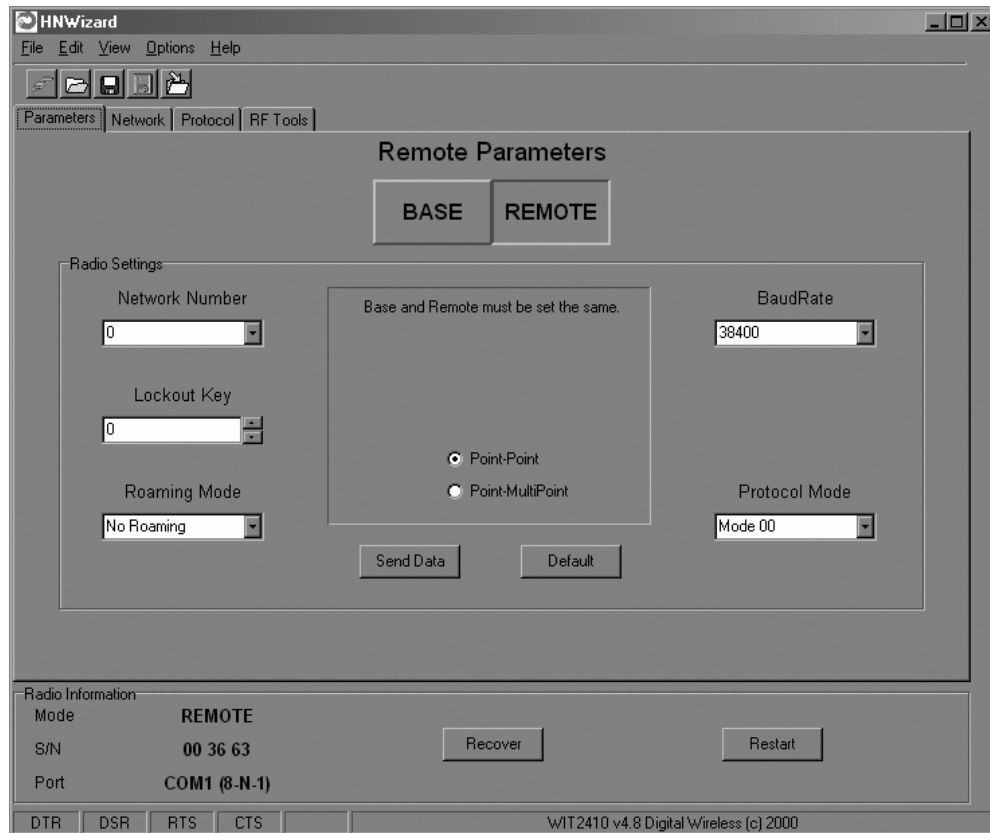 HNWizard
File Edit View Options Help
Parameters Network Protocol RF Tools
Remote Parameters
BASE REMOTE
Radio Settings
Network Number
0
Base and Remote must be set the same.
BaudRate
38400
Lockout Key
0
Point-Point
Point-MultiPoint
Roaming Mode
No Roaming
Protocol Mode
Mode 00
Send Data Default
Radio Information
Mode REMOTE
S/N 00 36 63
Port COM1 (8-N-1)
Recover Restart
DTR DSR RTS CTS WIT2410 v4.8 Digital Wireless (c) 2000